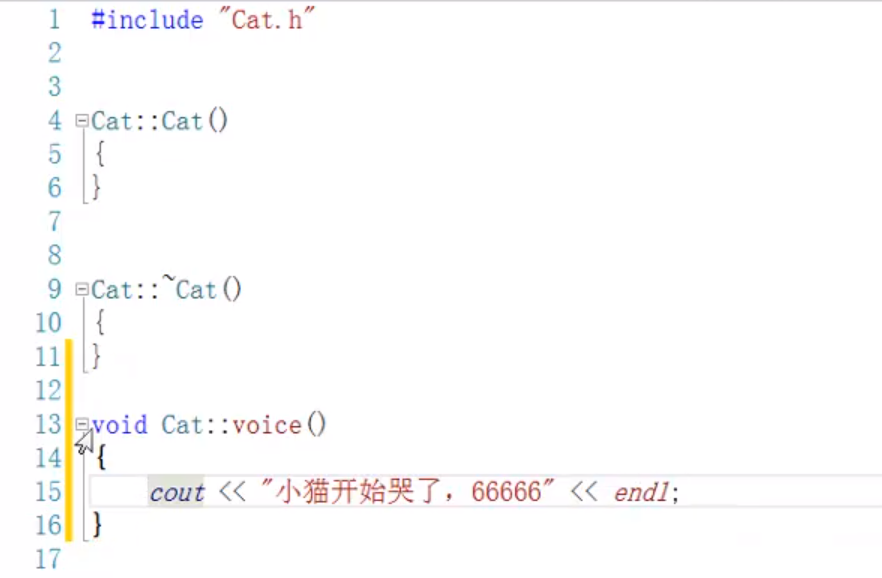 1 #include "Cat.h"
2
3
4 Cat::Cat()
5 {
6 }
7
8
9 Cat::~Cat()
10 {
11 }
12
13 void Cat::voice()
14 {
15 cout << "小猫开始哭了，66666" << endl;
16 }
17